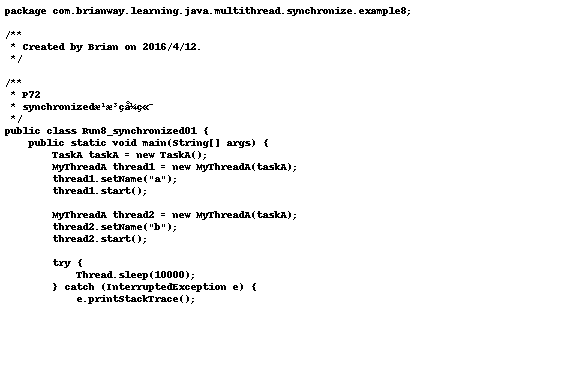 package com.brianway.learning.java.multithread.synchronize.example8;
/**
 * Created by Brian on 2016/4/12.
 */
/**
 * P72
 * synchronized
 */
public class Run8_synchronized01 {
    public static void main(String[] args) {
        TaskA taskA = new TaskA();
        MyThreadA thread1 = new MyThreadA(taskA);
        thread1.setName("a");
        thread1.start();
        MyThreadA thread2 = new MyThreadA(taskA);
        thread2.setName("b");
        thread2.start();
        try {
            Thread.sleep(10000);
        } catch (InterruptedException e) {
            e.printStackTrace();